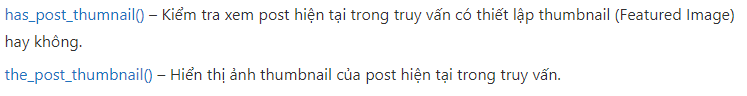 has_post_thumnail() – Kiểm tra xem post hiện tại trong truy vấn có thiết lập thumbnail (Featured Image)
hay không.
the_post_thumbnail() – Hiển thị ảnh thumbnail của post hiện tại trong truy vấn.